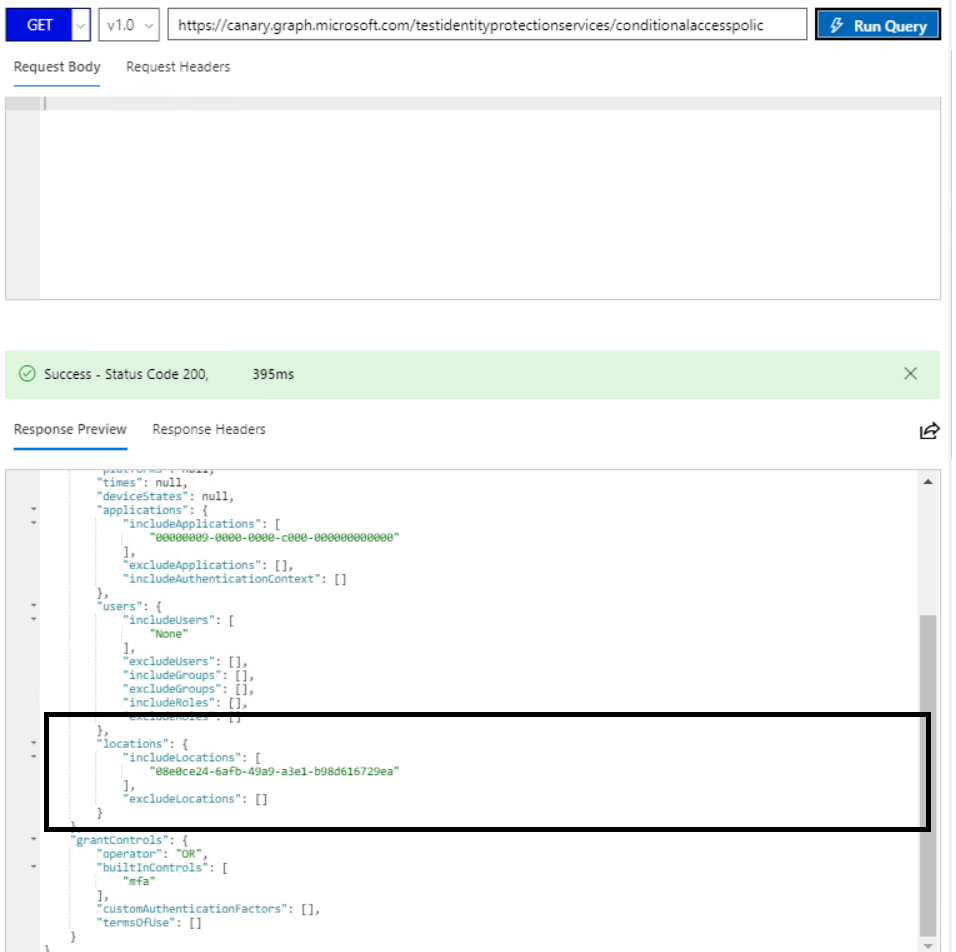 GET v1.0 https://canary.graph.microsoft.com/testidentityprotectionservices/conditionalaccesspolic Run Query
Request Body Request Headers
Success - Status Code 200, 395ms
Response Preview Response Headers
"platforms": null,
"times": null,
"deviceStates": null,
"applications": {
"includeApplications": [
"00000009-0000-0000-c000-000000000000"
],
"excludeApplications": [],
"includeAuthenticationContext": []
},
"users": {
"includeUsers": [
"None"
],
"excludeUsers": [],
"includeGroups": [],
"excludeGroups": [],
"includeRoles": [],
"excludeRoles": []
},
"locations": {
"includeLocations": [
"08e0ce24-6afb-49a9-a3e1-b98d616729ea"
],
"excludeLocations": []
}
},
"grantControls": {
"operator": "OR",
"builtInControls": [
"mfa"
],
"customAuthenticationFactors": [],
"termsOfUse": []
}
}